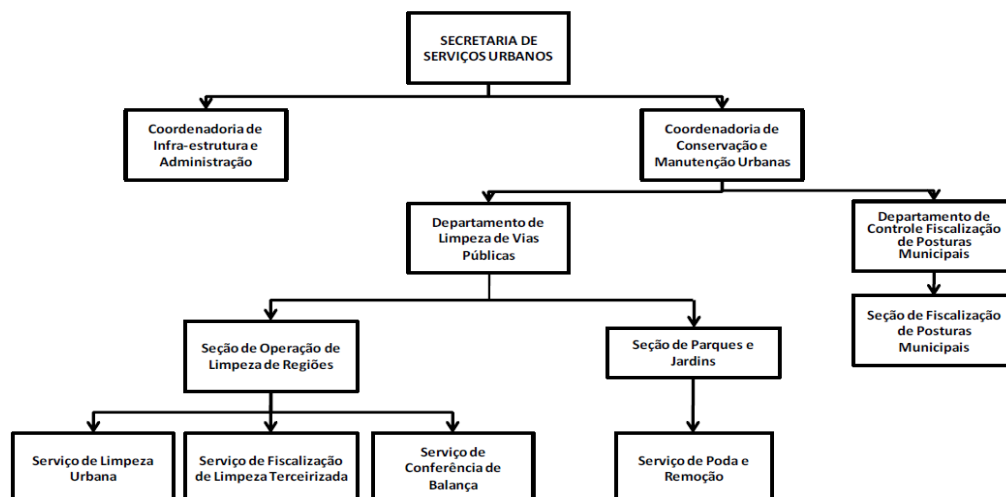 SECRETARIA DE
SERVIÇOS URBANOS
Coordenadoria de
Infra-estrutura e
Administração
Coordenadoria de
Conservação e
Manutenção Urbanas
Departamento de
Limpeza de Vias
Públicas
Departamento de
Controle Fiscalização
de Posturas
Municipais
Seção de Operação de
Limpeza de Regiões
Seção de Parques e
Jardins
Seção de Fiscalização
de Posturas
Municipais
Serviço de Limpeza
Urbana
Serviço de Fiscalização
de Limpeza Terceirizada
Serviço de
Conferência de
Balança
Serviço de Poda e
Remoção